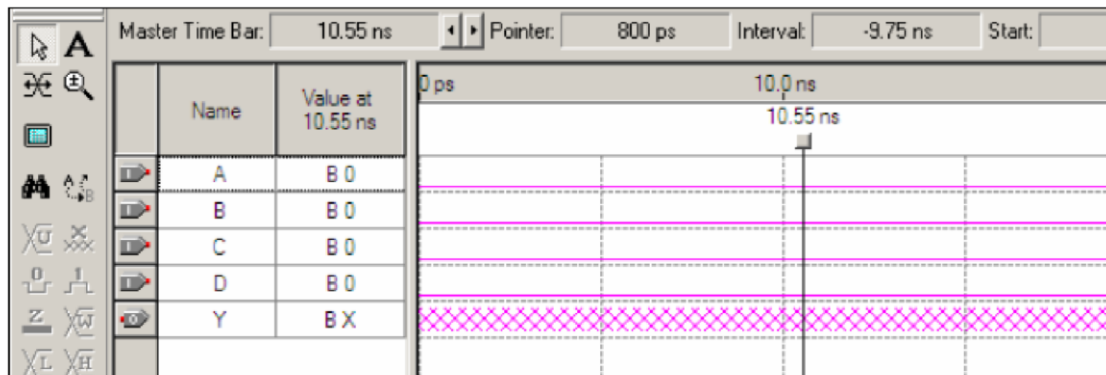 Master Time Bar: 10.55 ns Pointer: 800 ps Interval: -9.75 ns Start:
A
Name Value at 10.55 ns 0 ps 10.0 ns
10.55 ns
A B 0
B B 0
C B 0
D B 0
Y B X